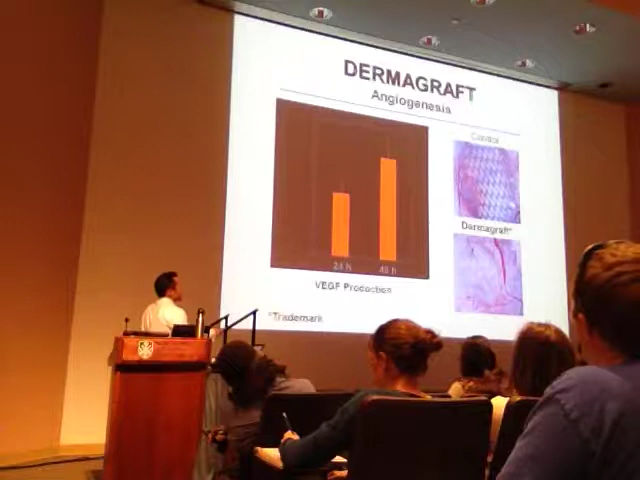 DERMAGRAFT
Angiogenesis
Control
24 h
48 h
VEGF Production
Dermagraft*
*Trademark